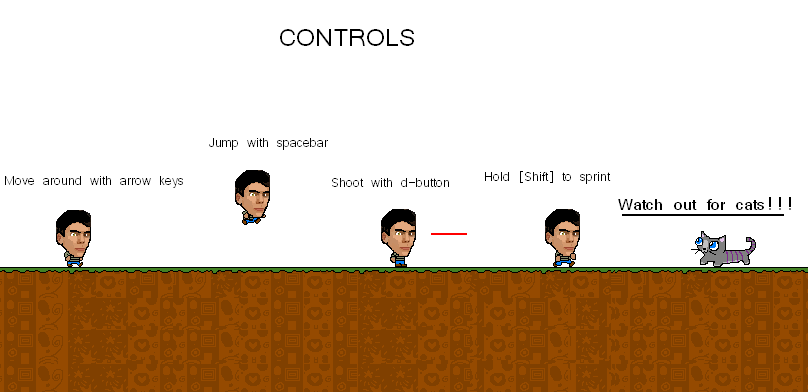 CONTROLS
Jump with spacebar
Move around with arrow keys
Shoot with d-button
Hold [Shift] to sprint
Watch out for cats!!!